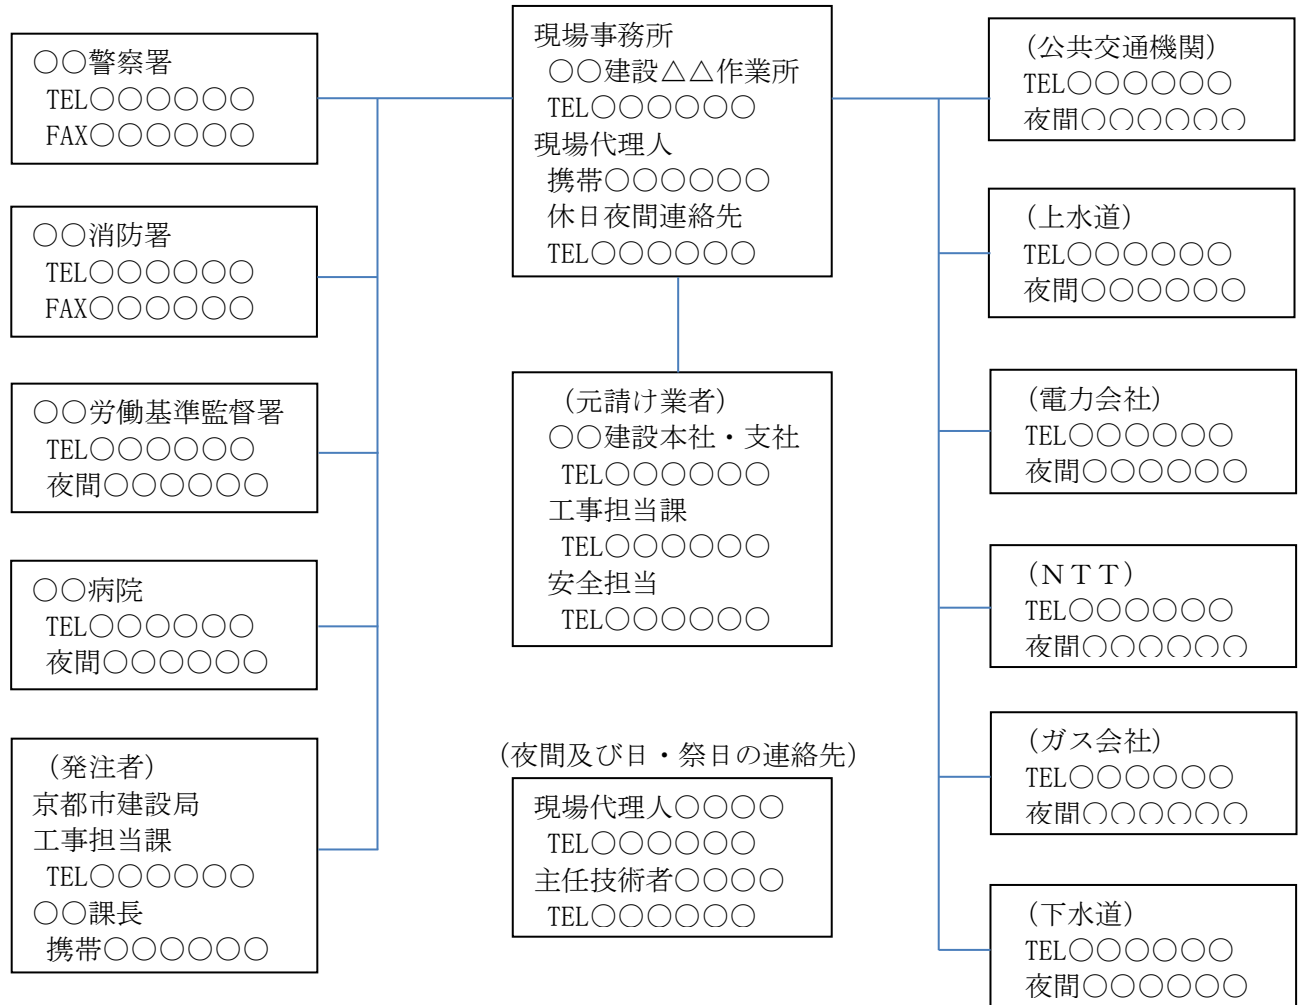 ○○警察署
TEL○○○○○○
FAX○○○○○○
○○消防署
TEL○○○○○○
FAX○○○○○○
○○労働基準監督署
TEL○○○○○○
夜間○○○○○○
○○病院
TEL○○○○○○
夜間○○○○○○
(発注者)
京都市建設局
工事担当課
TEL○○○○○○
○○課長
携帯○○○○○○
現場事務所
○○建設△△作業所
TEL○○○○○○
現場代理人
携帯○○○○○○
休日夜間連絡先
TEL○○○○○○
(元請け業者)
○○建設本社・支社
TEL○○○○○○
工事担当課
TEL○○○○○○
安全担当
TEL○○○○○○
(夜間及び日・祭日の連絡先)
現場代理人○○○○
TEL○○○○○○
主任技術者○○○○
TEL○○○○○○
(公共交通機関)
TEL○○○○○○
夜間○○○○○○
(上水道)
TEL○○○○○○
夜間○○○○○○
(電力会社)
TEL○○○○○○
夜間○○○○○○
(NTT)
TEL○○○○○○
夜間○○○○○○
(ガス会社)
TEL○○○○○○
夜間○○○○○○
(下水道)
TEL○○○○○○
夜間○○○○○○